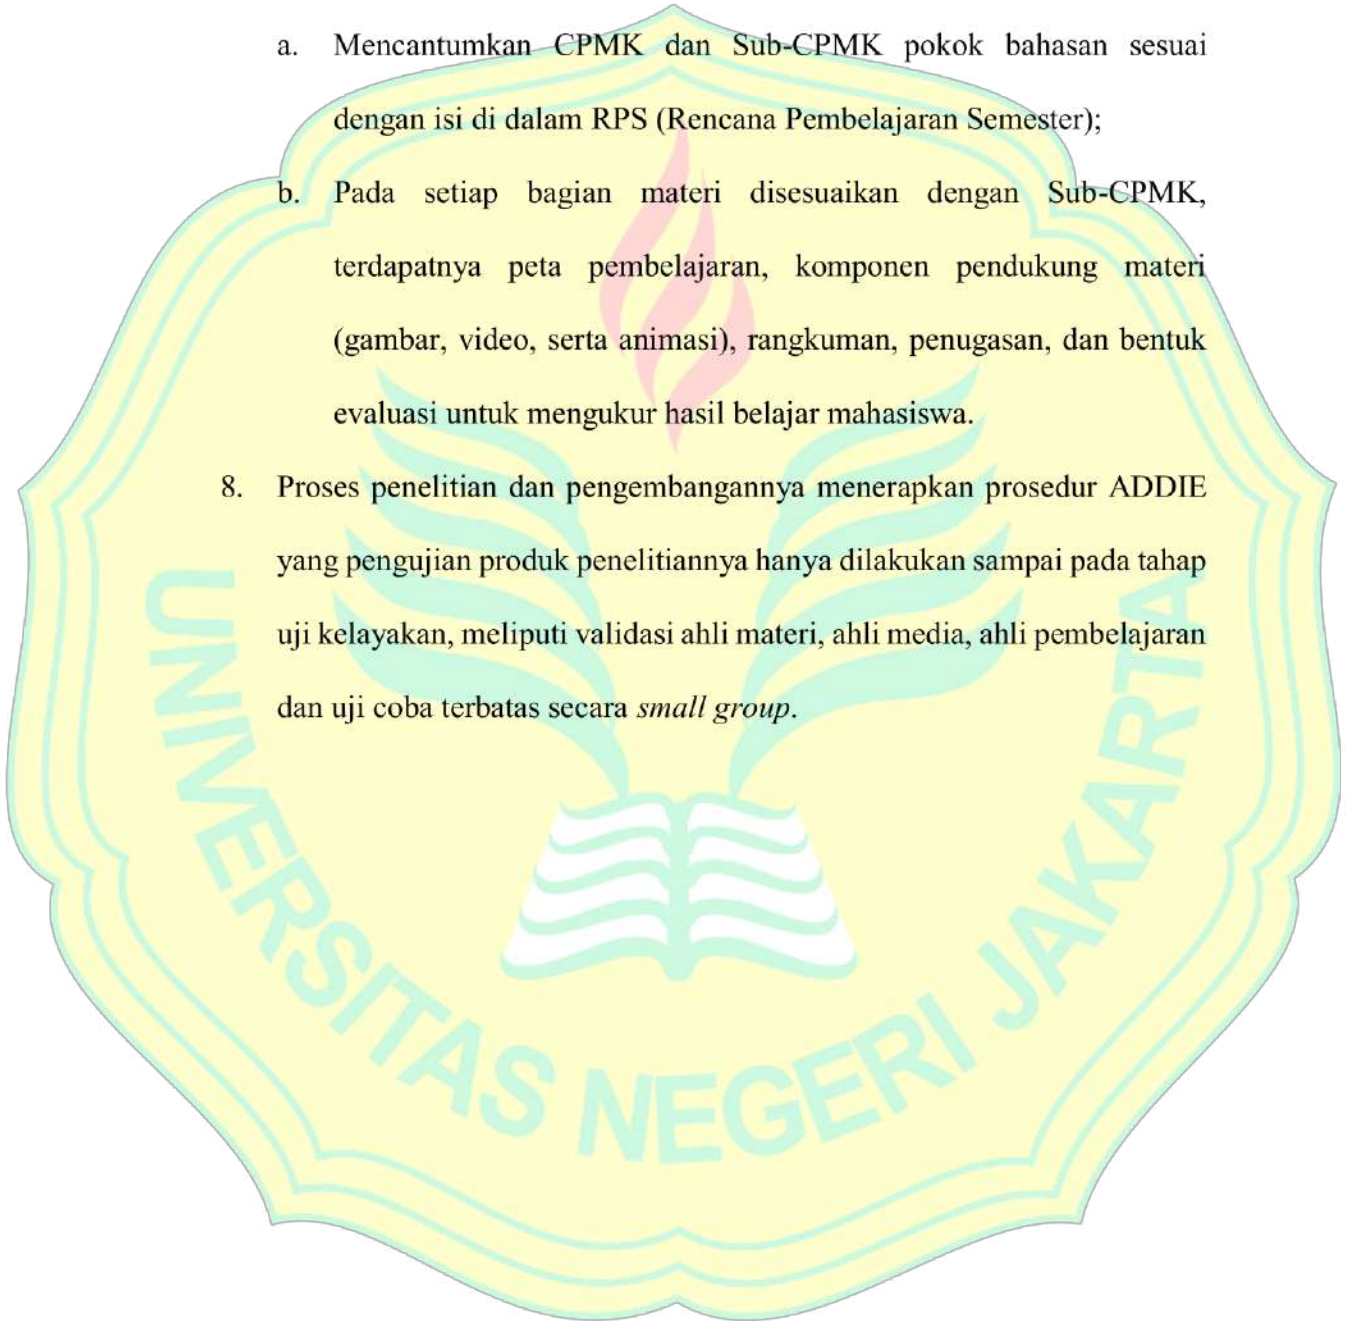 a. Mencantumkan CPMK dan Sub-CPMK pokok bahasan sesuai
dengan isi di dalam RPS (Rencana Pembelajaran Semester);
b. Pada setiap bagian materi disesuaikan dengan Sub-CPMK,
terdapatnya peta pembelajaran, komponen pendukung materi
(gambar, video, serta animasi), rangkuman, penugasan, dan bentuk
evaluasi untuk mengukur hasil belajar mahasiswa.
8. Proses penelitian dan pengembangannya menerapkan prosedur ADDIE
yang pengujian produk penelitiannya hanya dilakukan sampai pada tahap
uji kelayakan, meliputi validasi ahli materi, ahli media, ahli pembelajaran
dan uji coba terbatas secara small group.
UNIVERSITAS NEGERI JAKARTA